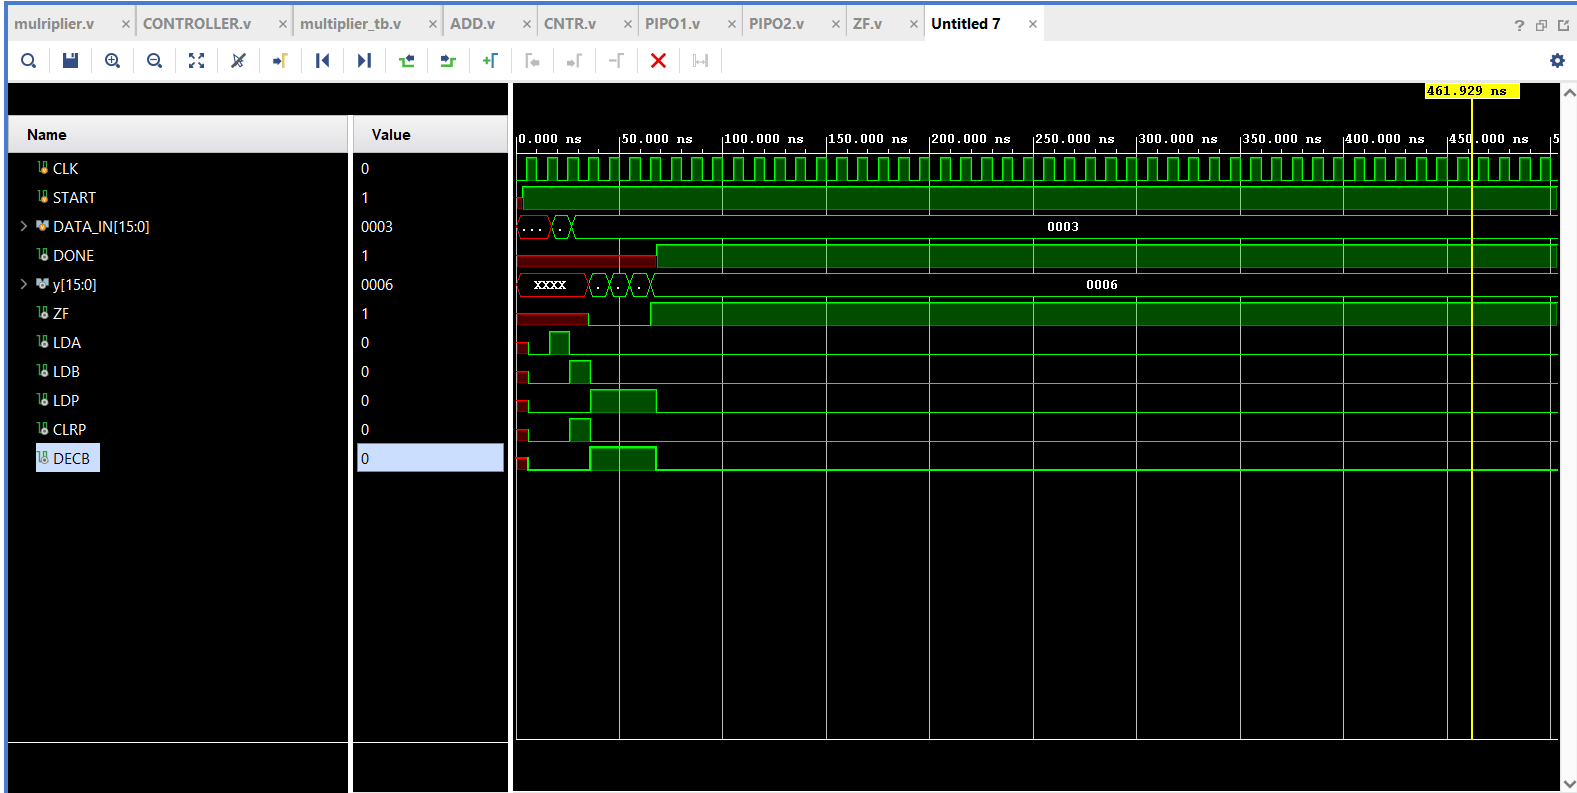 mulriplier.v × CONTROLLER.v × multiplier_tb.v × ADD.v × CNTR.v × PIPO1.v × PIPO2.v × ZF.v × Untitled 7 ×
?
461.929 ns
Name Value
0.000 ns 50.000 ns 100.000 ns 150.000 ns 200.000 ns 250.000 ns 300.000 ns 350.000 ns 400.000 ns 450.000 ns 5
CLK 0
START 1
DATA_IN[15:0] 0003 ... . 0003
DONE 1
y[15:0] 0006 XXXX . . . 0006
ZF 1
LDA 0
LDB 0
LDP 0
CLRP 0
DECB 0